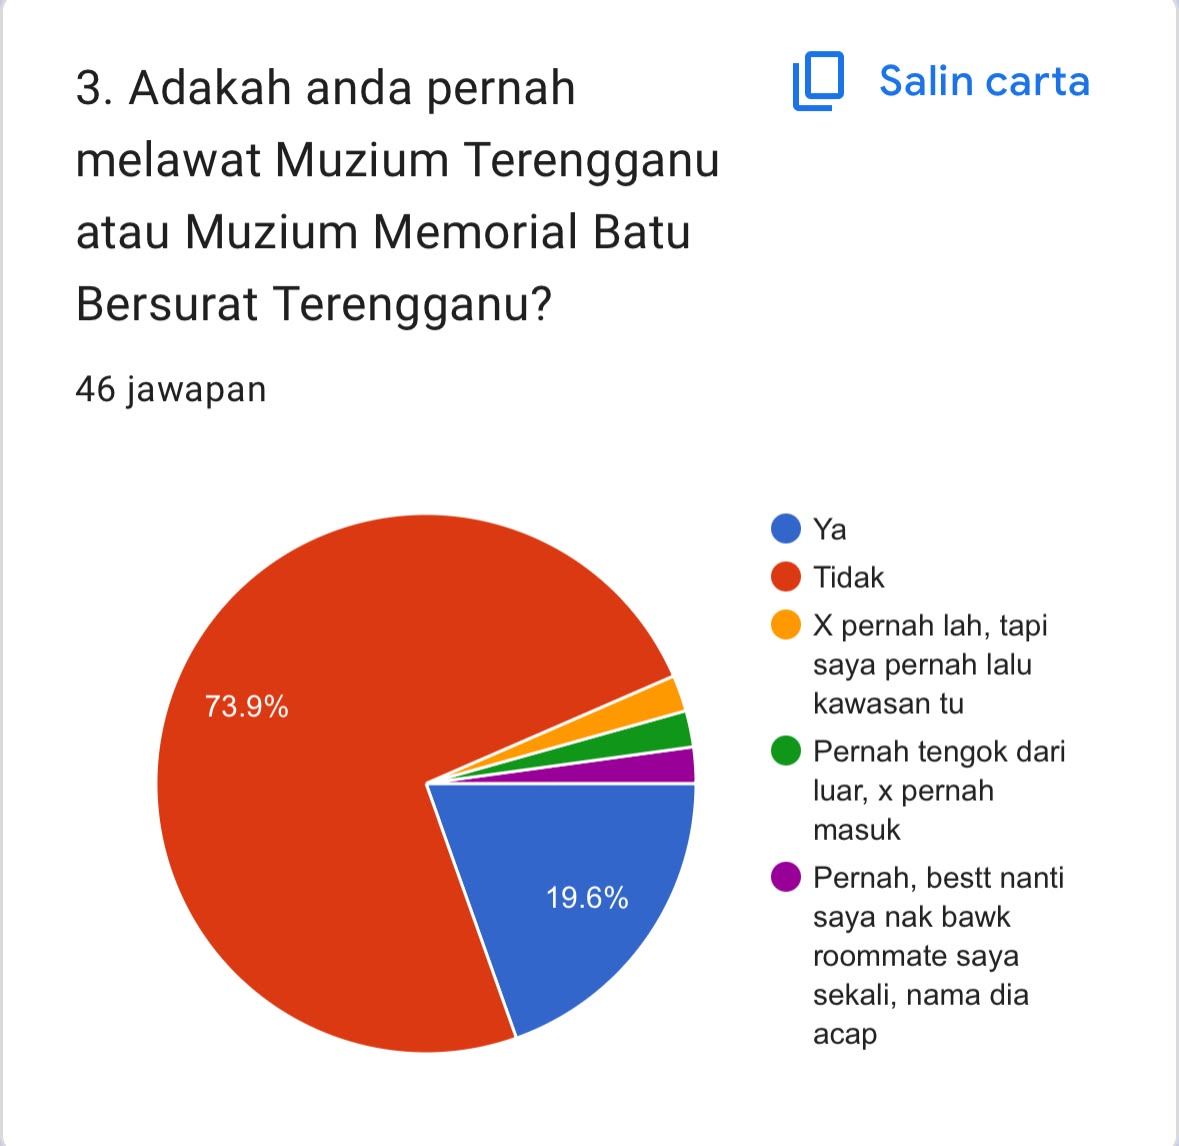 3. Adakah anda pernah
melawat Muzium Terengganu
atau Muzium Memorial Batu
Bersurat Terengganu?
Salin carta
46 jawapan
73.9%
19.6%
Ya
Tidak
X pernah lah, tapi
saya pernah lalu
kawasan tu
Pernah tengok dari
luar, x pernah
masuk
Pernah, bestt nanti
saya nak bawk
roommate saya
sekali, nama dia
acap